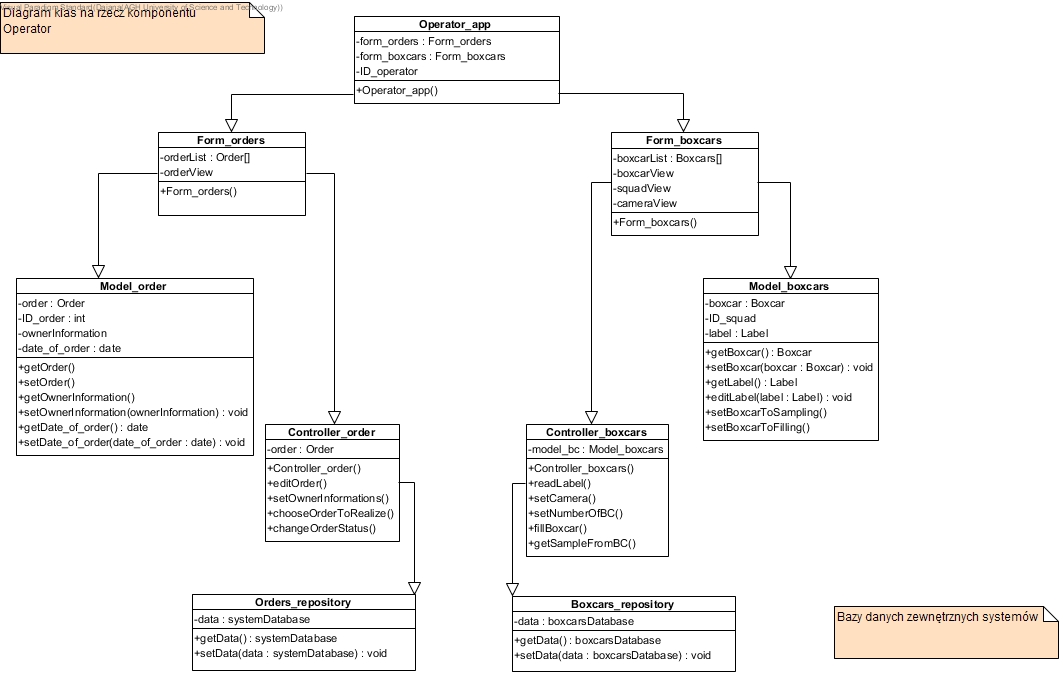 Visual Paradigm Standard(Dajana(AGH University of Science and Technology))
Diagram klas na rzecz komponentu
Operator
Operator_app
-form_orders : Form_orders
-form_boxcars : Form_boxcars
-ID_operator
+Operator_app()
Form_orders
-orderList : Order[]
-orderView
+Form_orders()
Form_boxcars
-boxcarList : Boxcars[]
-boxcarView
-squadView
-cameraView
+Form_boxcars()
Model_order
-order : Order
-ID_order : int
-ownerInformation
-date_of_order : date
+getOrder()
+setOrder()
+getOwnerInformation()
+setOwnerInformation(ownerInformation) : void
+getDate_of_order() : date
+setDate_of_order(date_of_order : date) : void
Model_boxcars
-boxcar : Boxcar
-ID_squad
-label : Label
+getBoxcar() : Boxcar
+setBoxcar(boxcar : Boxcar) : void
+getLabel() : Label
+editLabel(label : Label) : void
+setBoxcarToSampling()
+setBoxcarToFilling()
Controller_order
-order : Order
+Controller_order()
+editOrder()
+setOwnerInformations()
+chooseOrderToRealize()
+changeOrderStatus()
Controller_boxcars
-model_bc : Model_boxcars
+Controller_boxcars()
+readLabel()
+setCamera()
+setNumberOfBC()
+fillBoxcar()
+getSampleFromBC()
Orders_repository
-data : systemDatabase
+getData() : systemDatabase
+setData(data : systemDatabase) : void
Boxcars_repository
-data : boxcarsDatabase
+getData() : boxcarsDatabase
+setData(data : boxcarsDatabase) : void
Bazy danych zewnętrznych systemów